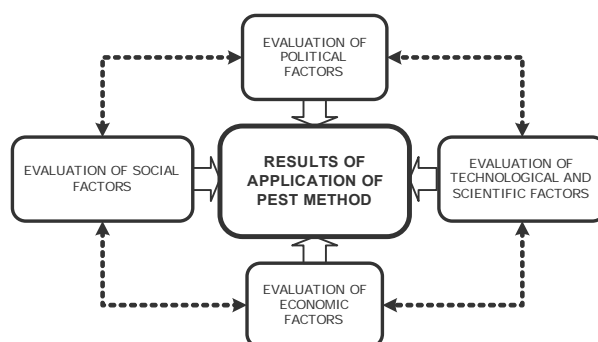 EVALUATION OF
POLITICAL
FACTORS
EVALUATION OF SOCIAL
FACTORS
RESULTS OF
APPLICATION OF
PEST METHOD
EVALUATION OF
TECHNOLOGICAL AND
SCIENTIFIC FACTORS
EVALUATION OF
ECONOMIC
FACTORS